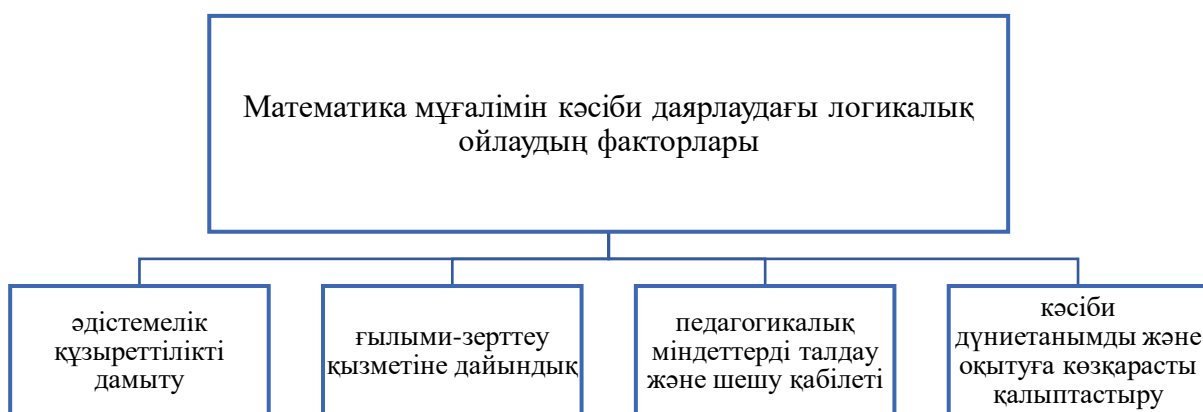 Математика мұғалімін кәсіби даярлаудағы логикалық
ойлаудың факторлары
әдістемелік
құзыреттілікті
дамыту
ғылыми-зерттеу
қызметіне дайындық
педагогикалық
міндеттерді талдау
және шешу қабілеті
кәсіби
дүниетанымды және
оқытуға көзқарасты
қалыптастыру